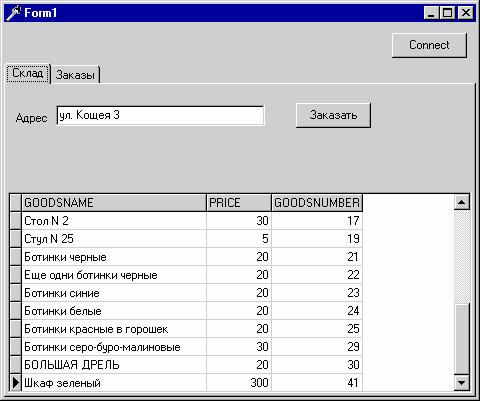 Form1
Connect
Склад Заказы
Адрес ул. Кощея 3 Заказать
GOODSNAME PRICE GOODSNUMBER
Стол N 2 30 17
Стул N 25 5 19
Ботинки черные 20 21
Еще одни ботинки черные 20 22
Ботинки синие 20 23
Ботинки белые 20 24
Ботинки красные в горошек 20 25
Ботинки серо-буро-малиновые 30 29
БОЛЬШАЯ ДРЕЛЬ 20 30
Шкаф зеленый 300 41